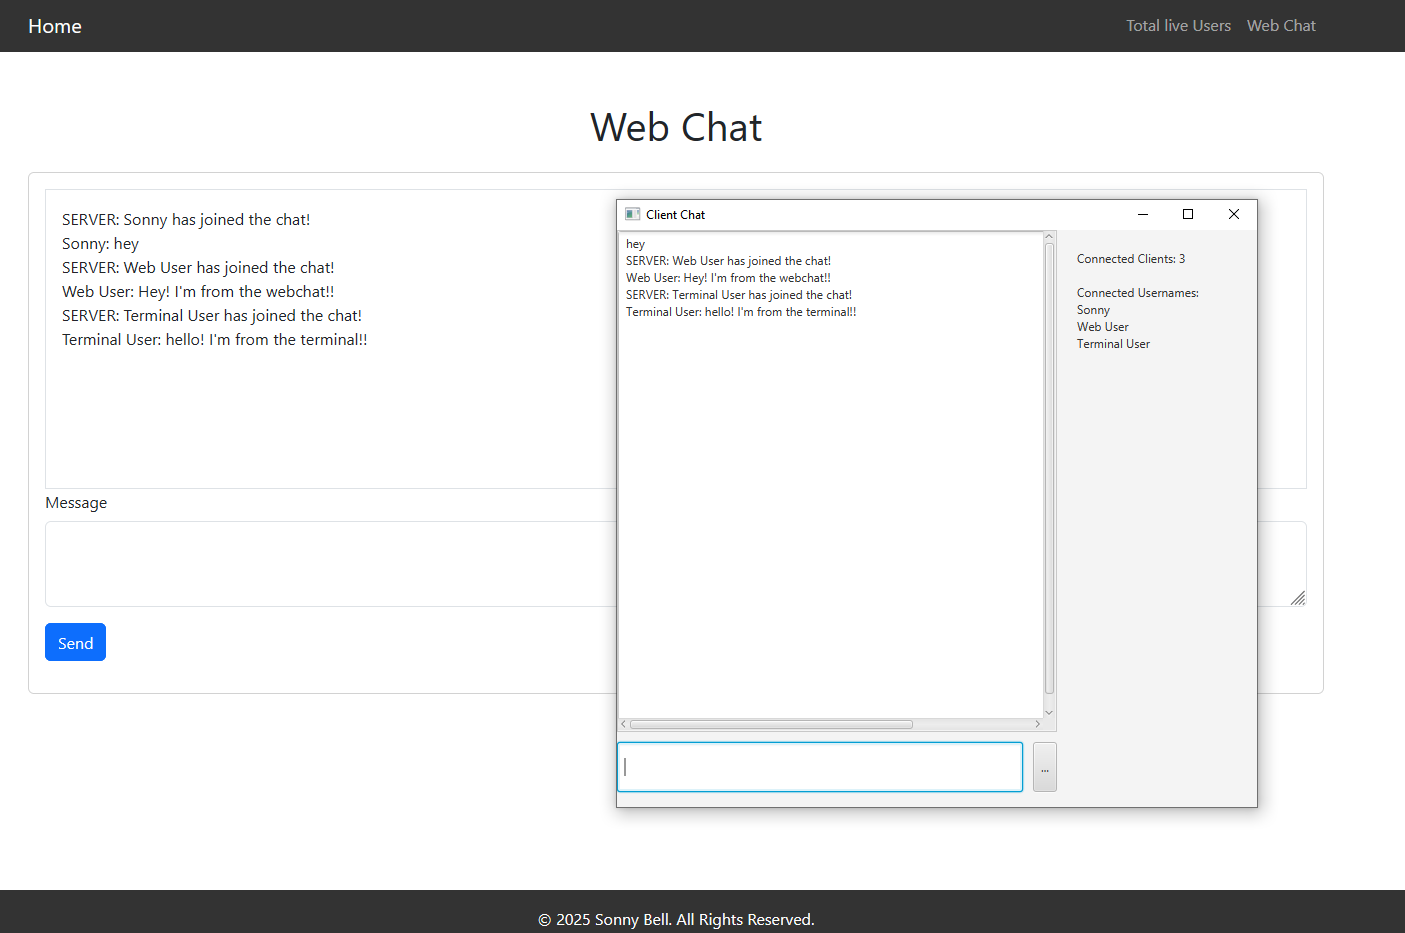 Home
Total live Users
Web Chat
Web Chat
SERVER: Sonny has joined the chat!
Sonny: hey
SERVER: Web User has joined the chat!
Web User: Hey! I'm from the webchat!!
SERVER: Terminal User has joined the chat!
Terminal User: hello! I'm from the terminal!!
Message
Send
Client Chat
hey
SERVER: Web User has joined the chat!
Web User: Hey! I'm from the webchat!!
SERVER: Terminal User has joined the chat!
Terminal User: hello! I'm from the terminal!!
Connected Clients: 3
Connected Usernames:
Sonny
Web User
Terminal User
...
© 2025 Sonny Bell. All Rights Reserved.